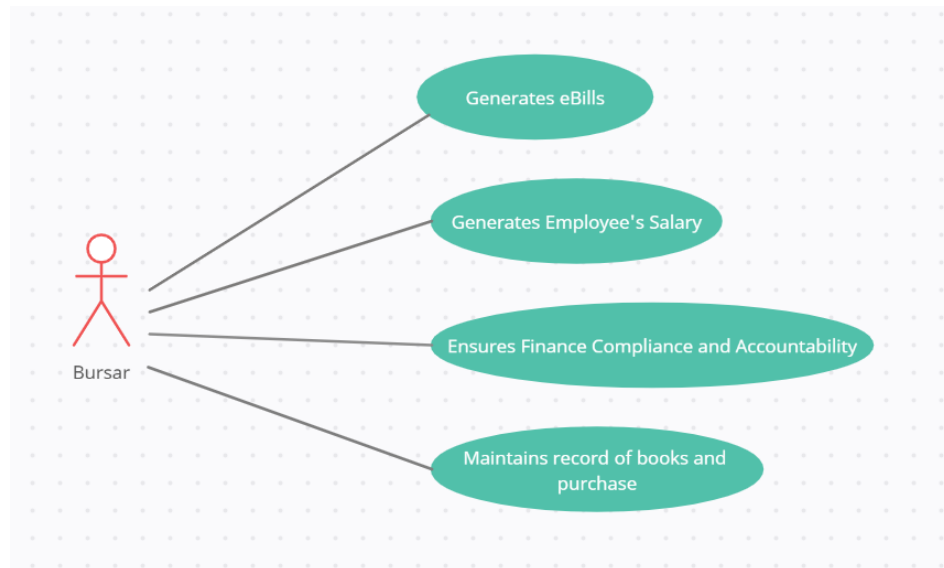 Generates eBills
Generates Employee's Salary
Ensures Finance Compliance and Accountability
Bursar
Maintains record of books and
purchase